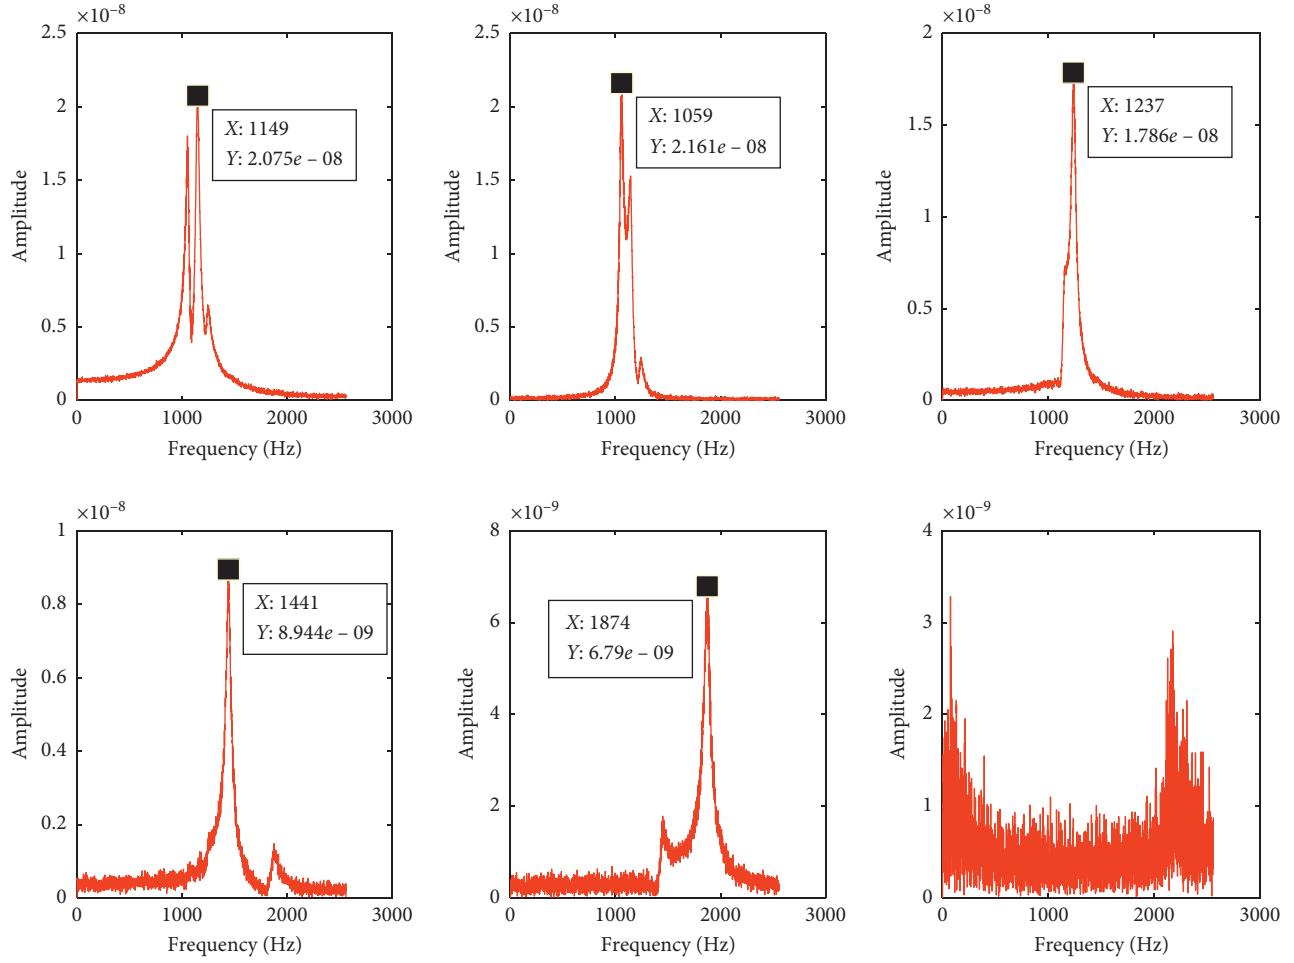 ×10⁻⁸
2.5
2
1.5
1
0.5
0
Amplitude
X: 1149
Y: 2.075e – 08
0 1000 2000 3000
Frequency (Hz)
×10⁻⁸
2.5
2
1.5
1
0.5
0
Amplitude
X: 1059
Y: 2.161e – 08
0 1000 2000 3000
Frequency (Hz)
×10⁻⁸
2
1.5
1
0.5
0
Amplitude
X: 1237
Y: 1.786e – 08
0 1000 2000 3000
Frequency (Hz)
×10⁻⁸
1
0.8
0.6
0.4
0.2
0
Amplitude
X: 1441
Y: 8.944e – 09
0 1000 2000 3000
Frequency (Hz)
×10⁻⁹
8
6
4
2
0
Amplitude
X: 1874
Y: 6.79e – 09
0 1000 2000 3000
Frequency (Hz)
×10⁻⁹
4
3
2
1
0
Amplitude
0 1000 2000 3000
Frequency (Hz)